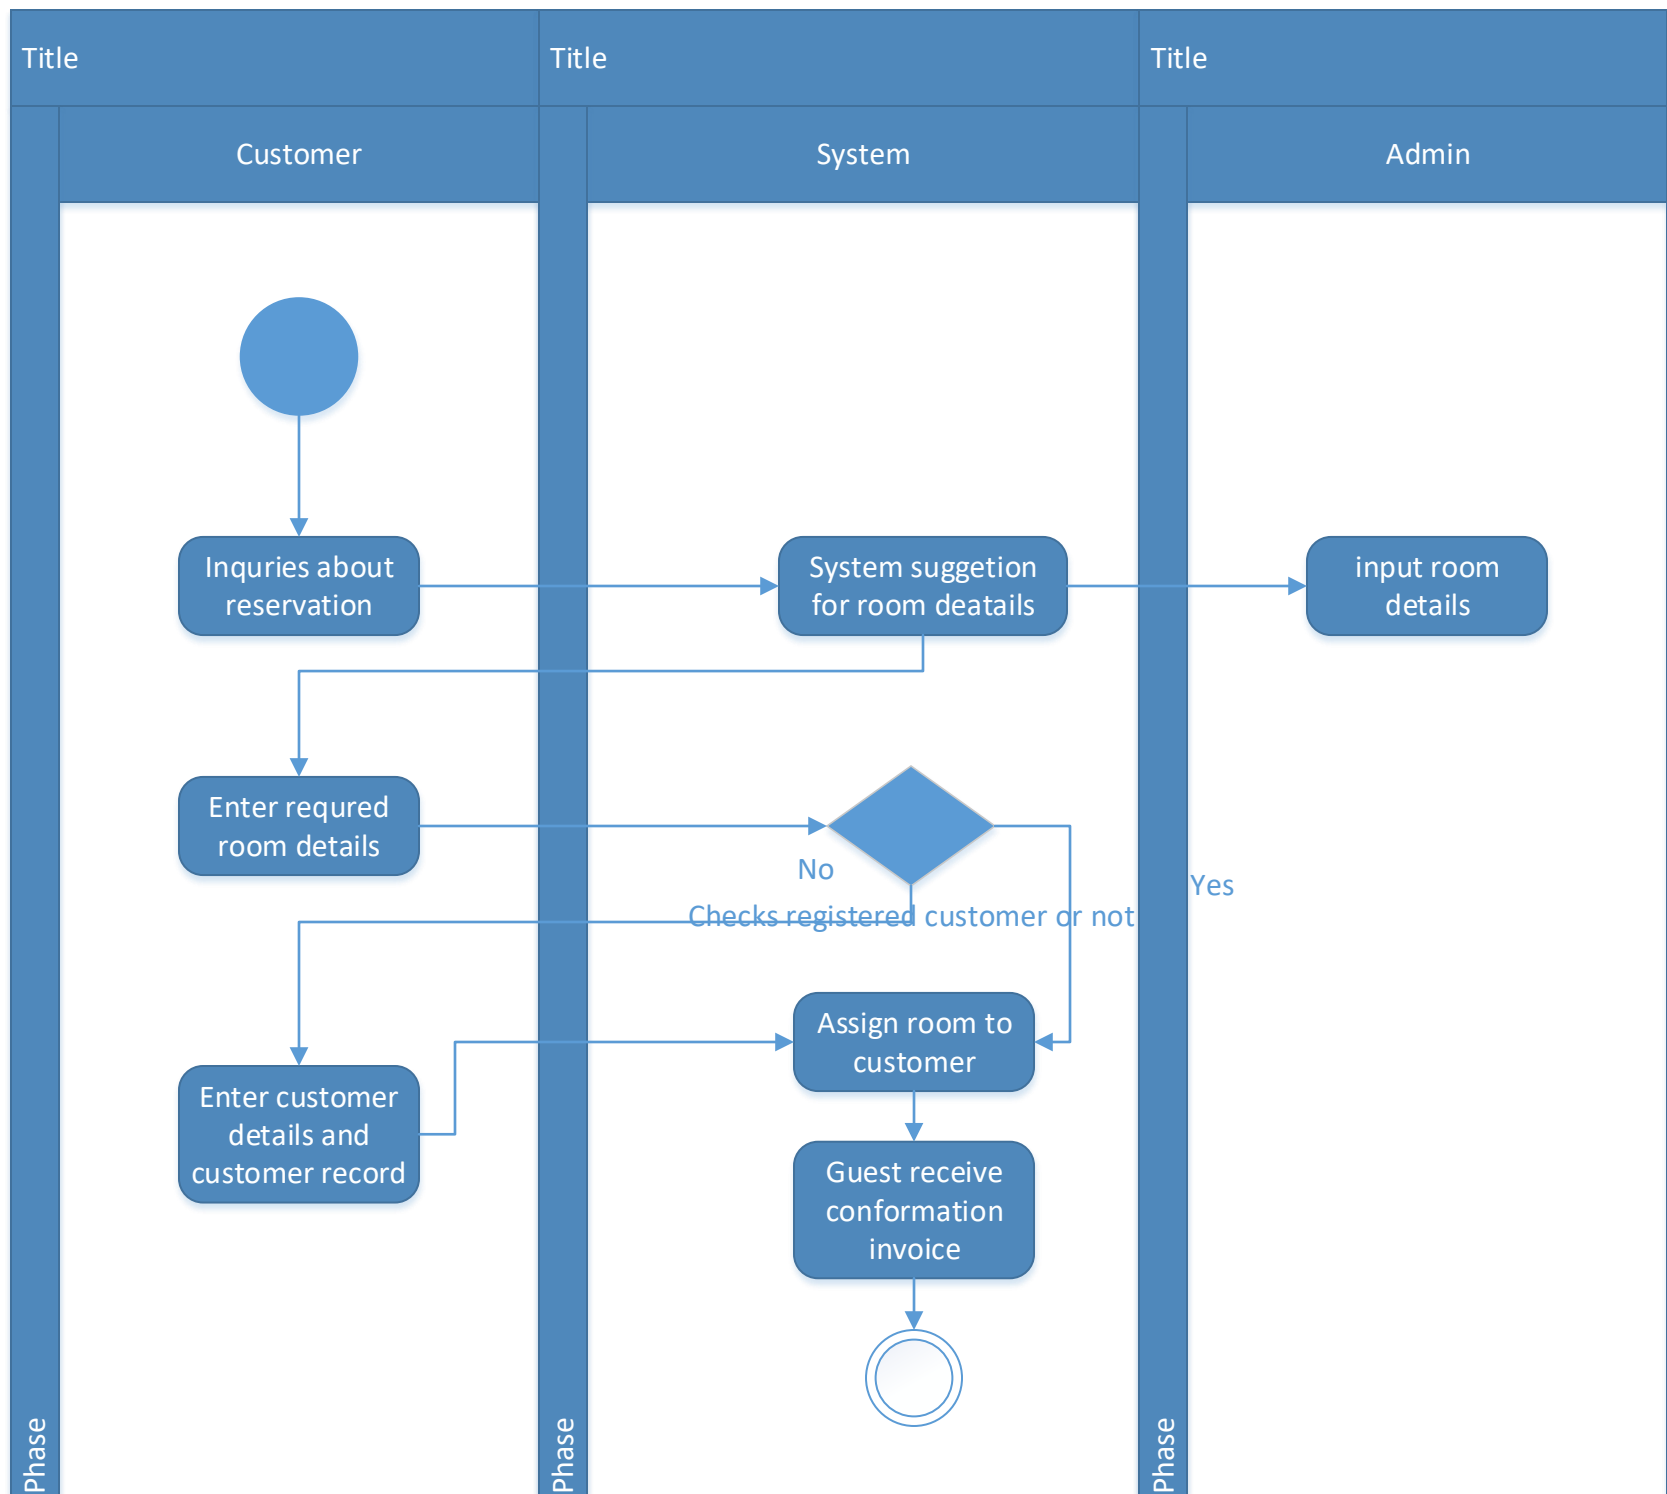 Title
Title
Title
Customer
System
Admin
Inquries about
reservation
System suggetion
for room deatails
input room
details
Enter requred
room details
No
Yes
Checks registered customer or not
Assign room to
customer
Enter customer
details and
customer record
Guest receive
conformation
invoice
Phase
Phase
Phase